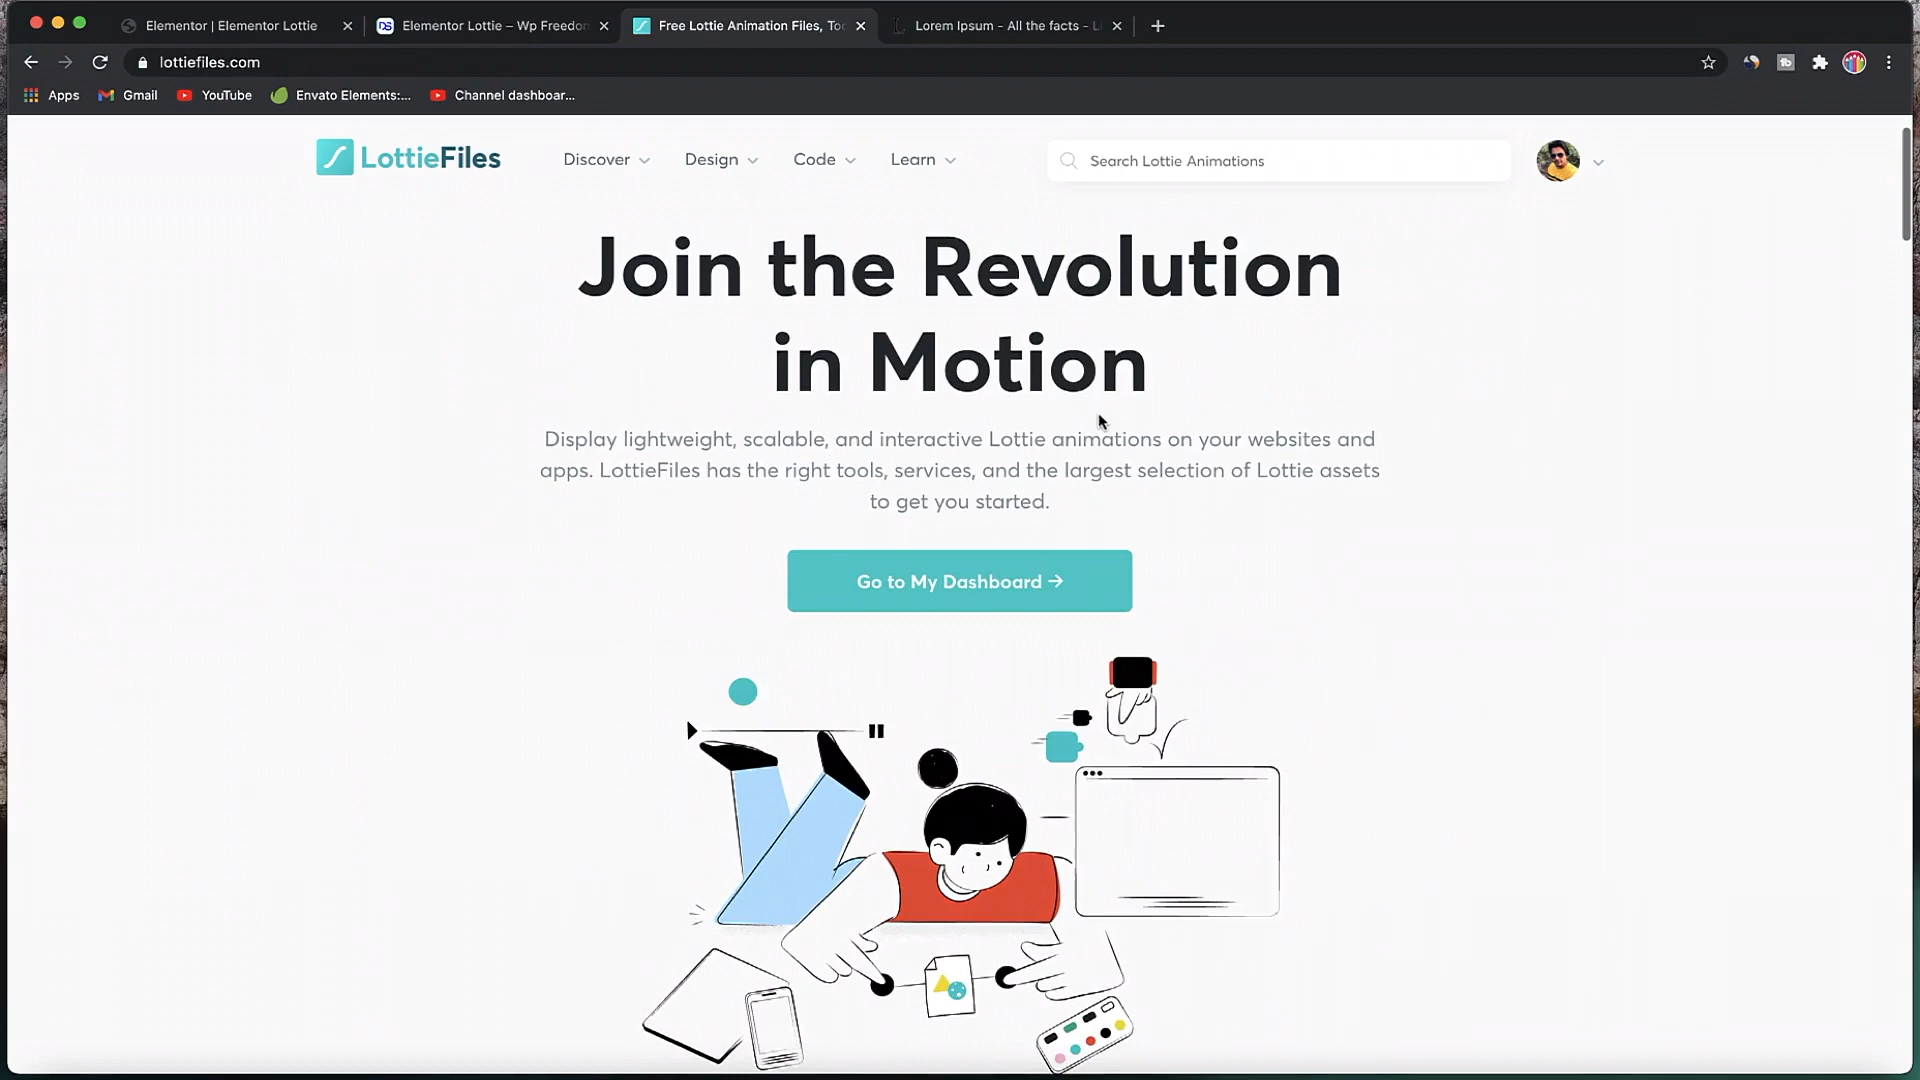 Elementor | Elementor Lottie
Elementor Lottie – Wp Freedom
Free Lottie Animation Files, Too
Lorem Ipsum - All the facts - Li
lottiefiles.com
Apps
Gmail
YouTube
Envato Elements:...
Channel dashboar...
LottieFiles
Discover
Design
Code
Learn
Search Lottie Animations
Join the Revolution
in Motion
Display lightweight, scalable, and interactive Lottie animations on your websites and
apps. LottieFiles has the right tools, services, and the largest selection of Lottie assets
to get you started.
Go to My Dashboard →